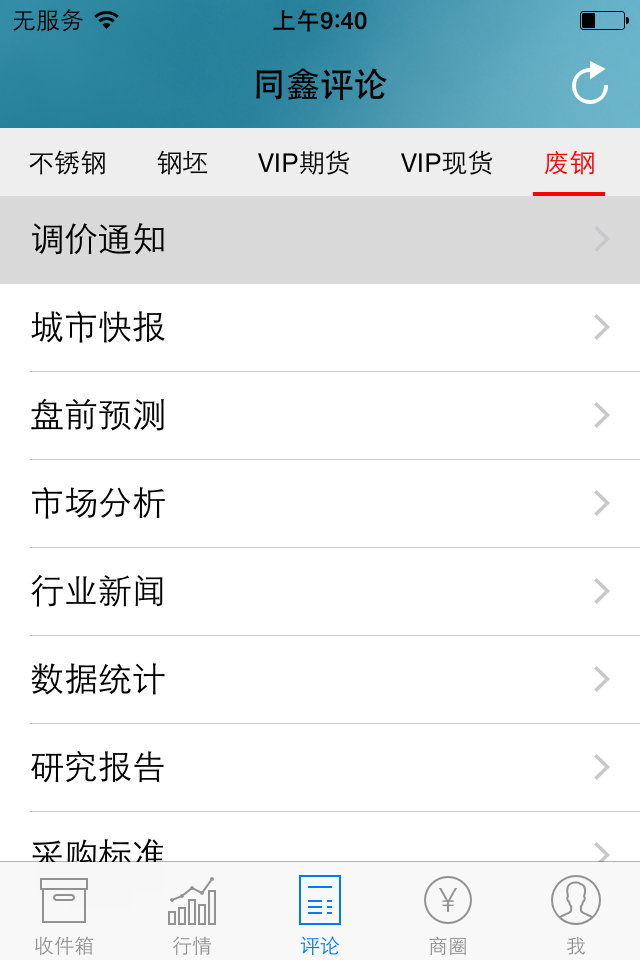 无服务 上午9:40
同鑫评论
不锈钢 钢坯 VIP期货 VIP现货 废钢
调价通知
城市快报
盘前预测
市场分析
行业新闻
数据统计
研究报告
采购标准
收件箱 行情 评论 商圈 我